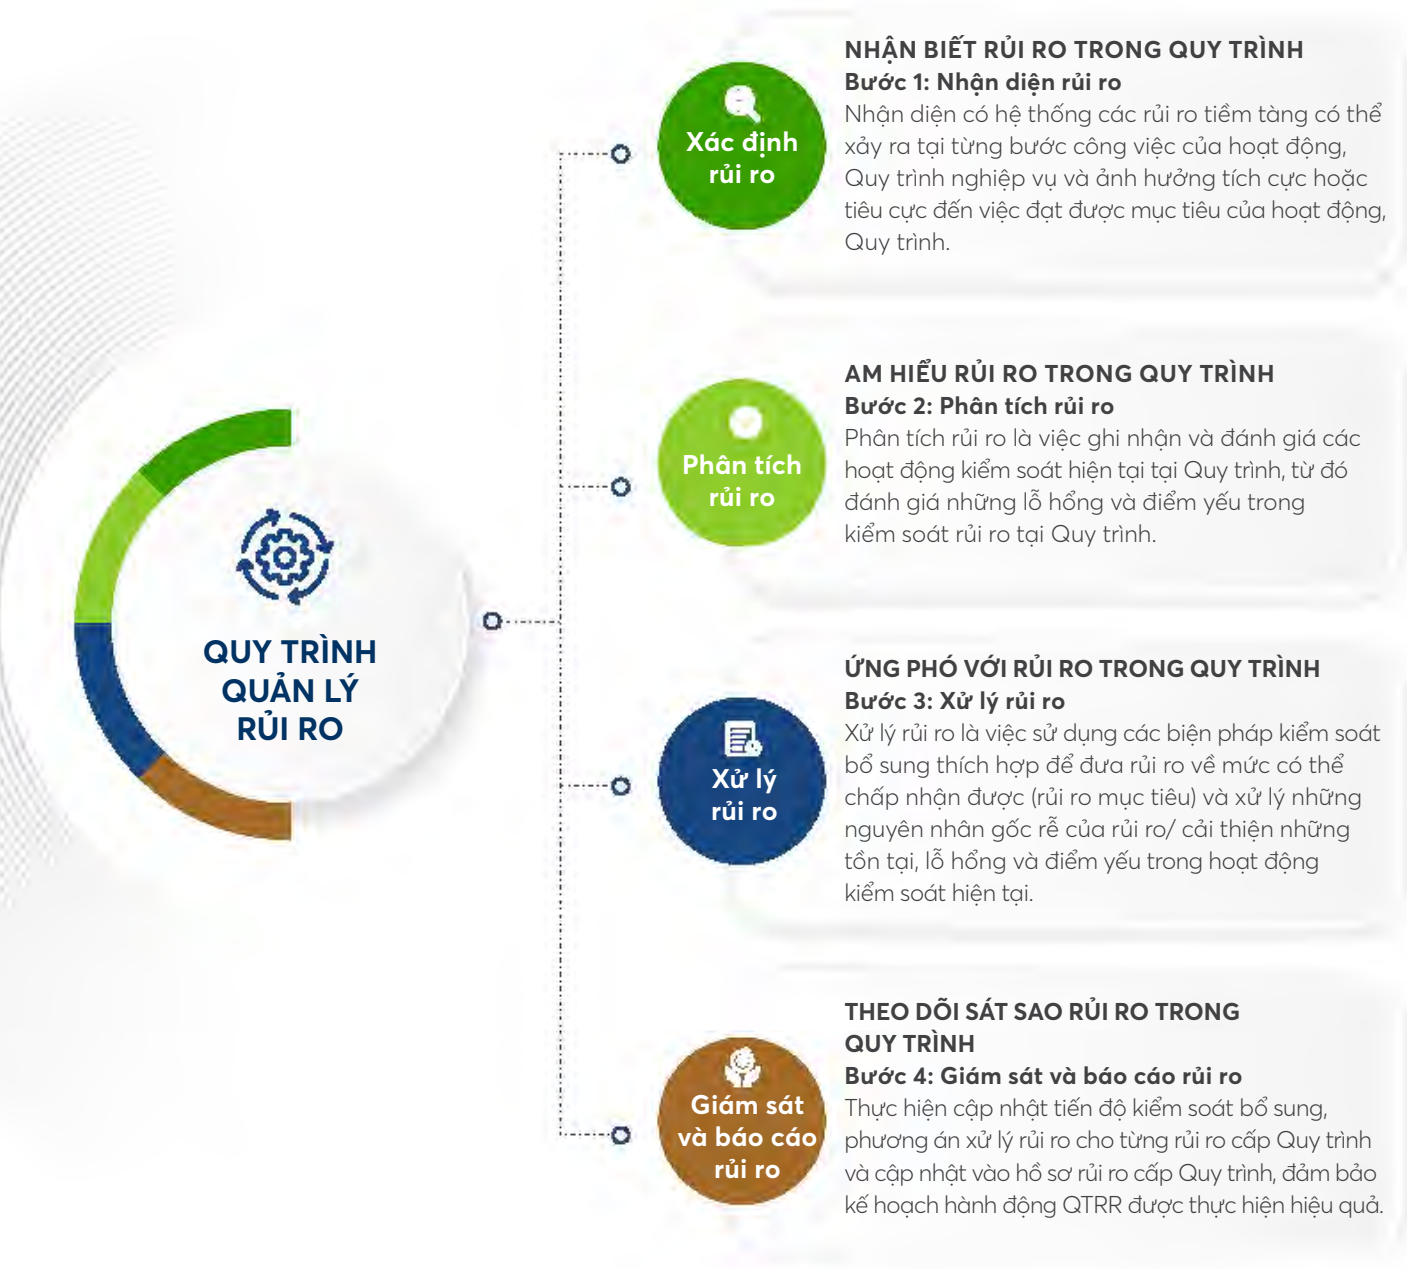 QUY TRÌNH
QUẢN LÝ
RỦI RO
Xác định
rủi ro
NHẬN BIẾT RỦI RO TRONG QUY TRÌNH
Bước 1: Nhận diện rủi ro
Nhận diện có hệ thống các rủi ro tiềm tàng có thể
xảy ra tại từng bước công việc của hoạt động,
Quy trình nghiệp vụ và ảnh hưởng tích cực hoặc
tiêu cực đến việc đạt được mục tiêu của hoạt động,
Quy trình.
Phân tích
rủi ro
AM HIỂU RỦI RO TRONG QUY TRÌNH
Bước 2: Phân tích rủi ro
Phân tích rủi ro là việc ghi nhận và đánh giá các
hoạt động kiểm soát hiện tại tại Quy trình, từ đó
đánh giá những lỗ hổng và điểm yếu trong
kiểm soát rủi ro tại Quy trình.
Xử lý
rủi ro
ỨNG PHÓ VỚI RỦI RO TRONG QUY TRÌNH
Bước 3: Xử lý rủi ro
Xử lý rủi ro là việc sử dụng các biện pháp kiểm soát
bổ sung thích hợp để đưa rủi ro về mức có thể
chấp nhận được (rủi ro mục tiêu) và xử lý những
nguyên nhân gốc rễ của rủi ro/ cải thiện những
tồn tại, lỗ hổng và điểm yếu trong hoạt động
kiểm soát hiện tại.
Giám sát
và báo cáo
rủi ro
THEO DÕI SÁT SAO RỦI RO TRONG
QUY TRÌNH
Bước 4: Giám sát và báo cáo rủi ro
Thực hiện cập nhật tiến độ kiểm soát bổ sung,
phương án xử lý rủi ro cho từng rủi ro cấp Quy trình
và cập nhật vào hồ sơ rủi ro cấp Quy trình, đảm bảo
kế hoạch hành động QTRR được thực hiện hiệu quả.